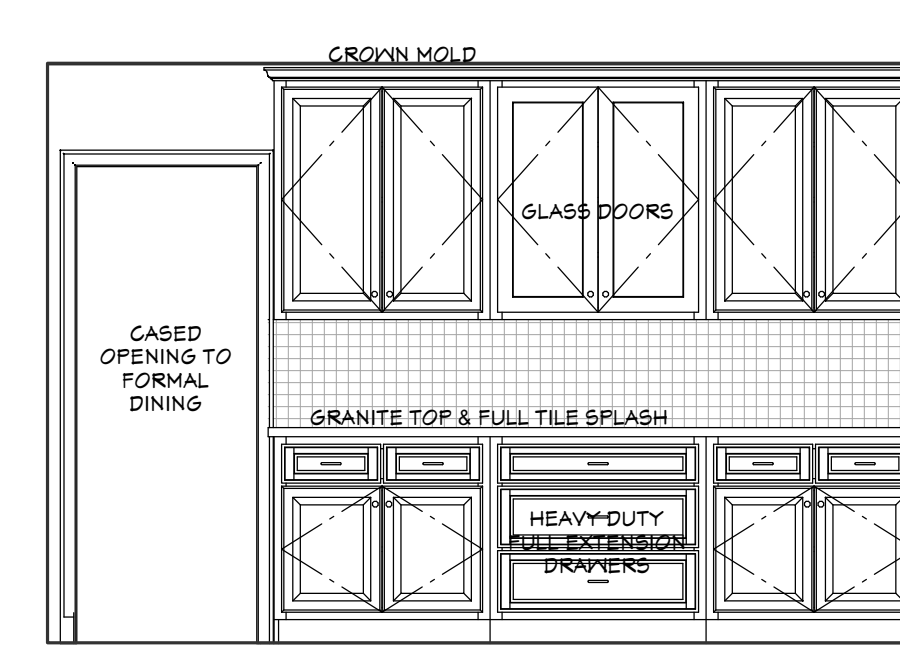 CROWN MOLD
GLASS DOORS
CASED
OPENING TO
FORMAL
DINING
GRANITE TOP & FULL TILE SPLASH
HEAVY DUTY
FULL EXTENSION
DRAWERS